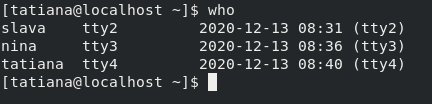 [tatiana@localhost ~]$ who
slava    tty2         2020-12-13 08:31 (tty2)
nina     tty3         2020-12-13 08:36 (tty3)
tatiana  tty4         2020-12-13 08:40 (tty4)
[tatiana@localhost ~]$